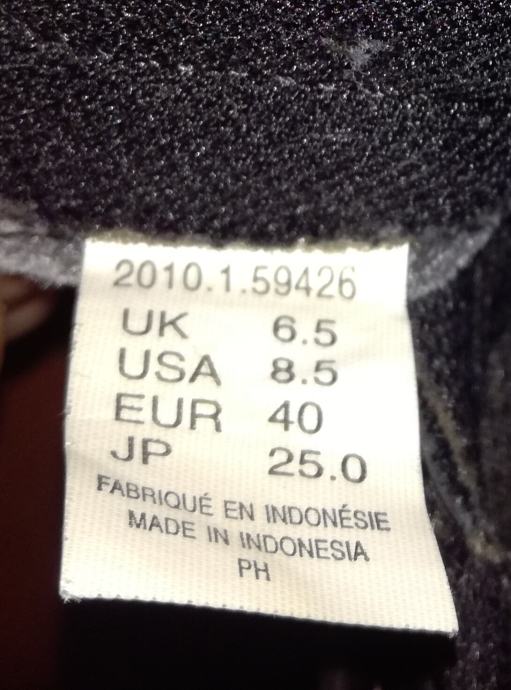 2010.1.59426
UK 6.5
USA 8.5
EUR 40
JP 25.0
FABRIQUÉ EN INDONÉSIE
MADE IN INDONESIA
PH